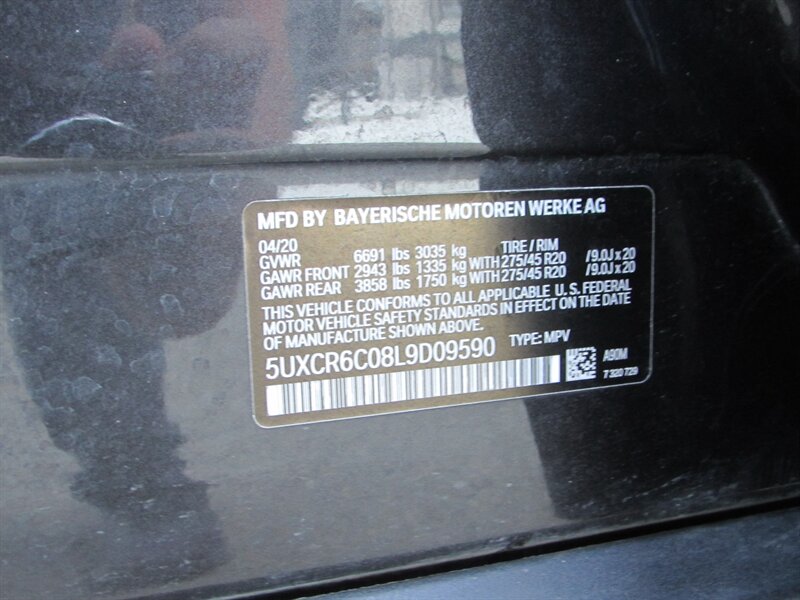 MFD BY BAYERISCHE MOTOREN WERKE AG
04/20
GVWR 6691 lbs 3035 kg TIRE / RIM
GAWR FRONT 2943 lbs 1335 kg WITH 275/45 R20 /9.0J x 20
GAWR REAR 3858 lbs 1750 kg WITH 275/45 R20 /9.0J x 20
THIS VEHICLE CONFORMS TO ALL APPLICABLE U. S. FEDERAL
MOTOR VEHICLE SAFETY STANDARDS IN EFFECT ON THE DATE
OF MANUFACTURE SHOWN ABOVE.
5UXCR6C08L9D09590 TYPE: MPV
A90M
7 320 729